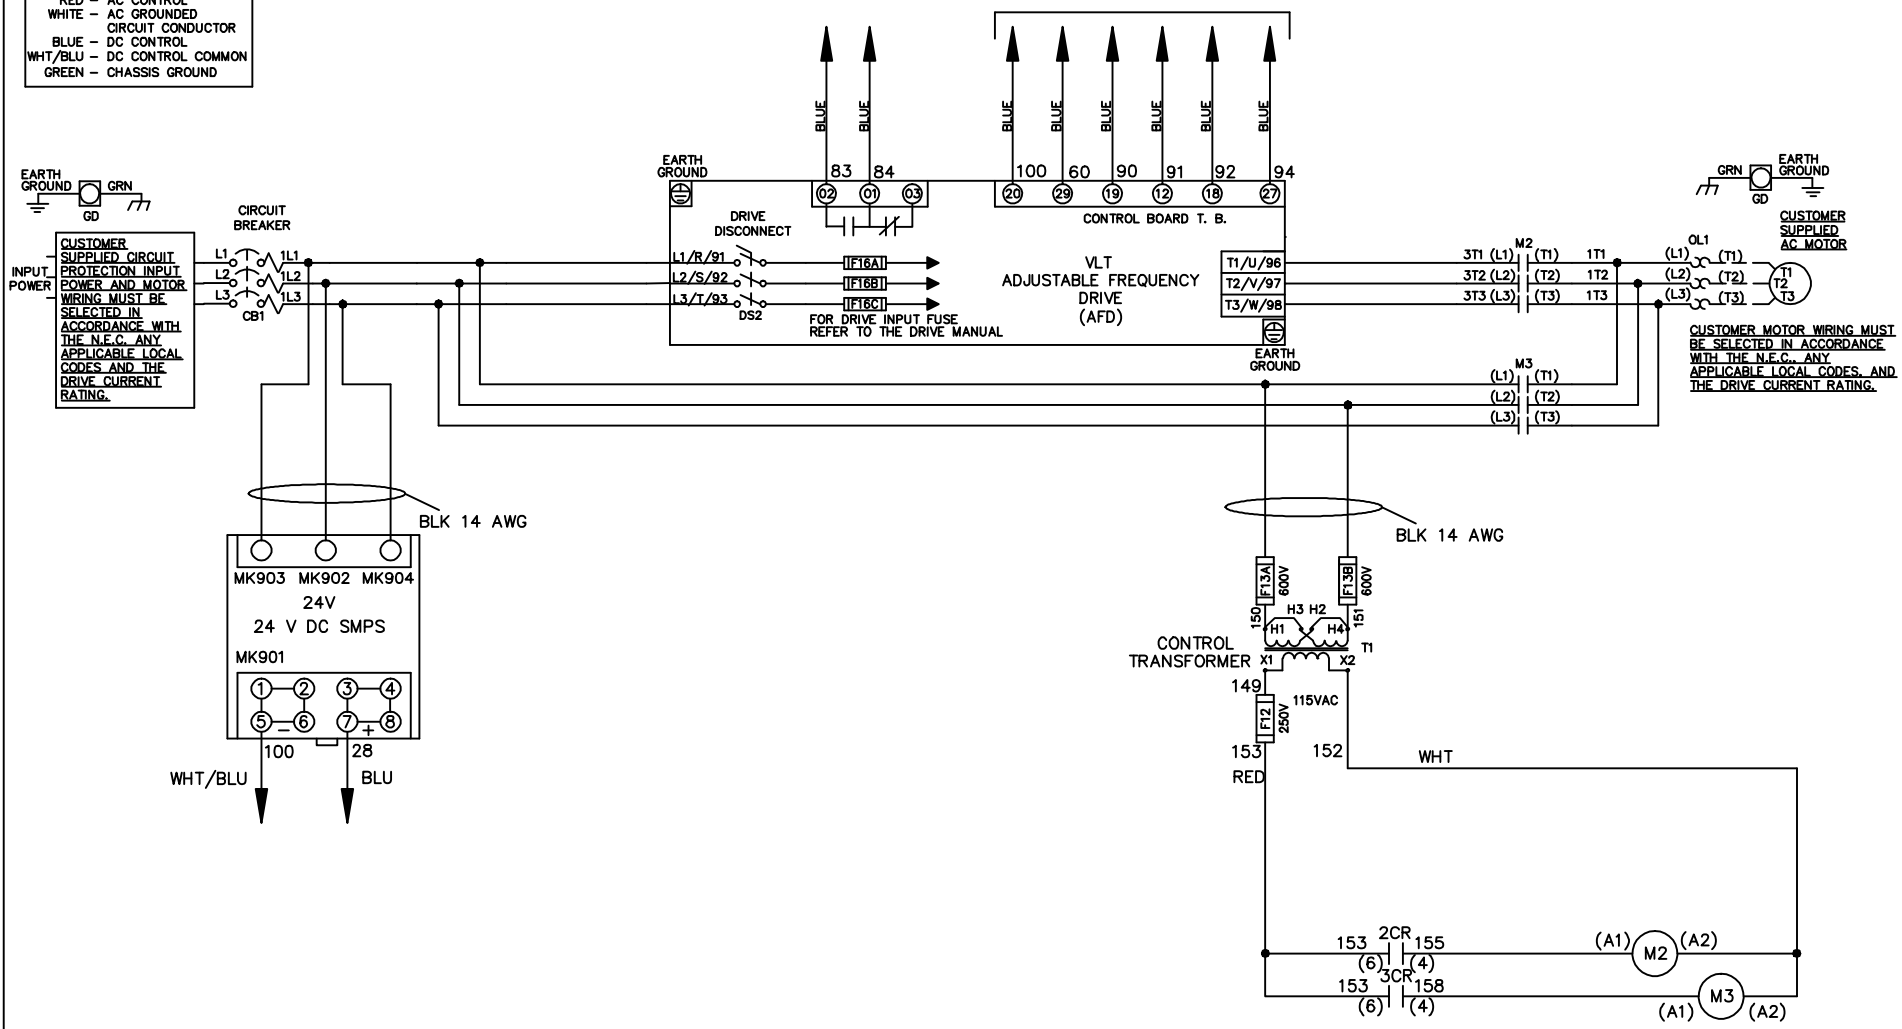 RED – AC CONTROL
WHITE – AC GROUNDED
CIRCUIT CONDUCTOR
BLUE – DC CONTROL
WHT/BLU – DC CONTROL COMMON
GREEN – CHASSIS GROUND
EARTH
GROUND
GRN
GD
CUSTOMER
SUPPLIED CIRCUIT
PROTECTION INPUT
POWER AND MOTOR
WIRING MUST BE
SELECTED IN
ACCORDANCE WITH
THE N.E.C. ANY
APPLICABLE LOCAL
CODES AND THE
DRIVE CURRENT
RATING.
INPUT
POWER
CIRCUIT
BREAKER
L1 1L1
L2 1L2
L3 1L3
CB1
BLK 14 AWG
MK903 MK902 MK904
24V
24 V DC SMPS
MK901
1 2 3 4
5 6 7 8
– +
100 28
WHT/BLU BLU
EARTH
GROUND
BLUE BLUE
83 84
02 01 03
BLUE BLUE BLUE BLUE BLUE BLUE
100 60 90 91 92 94
20 29 19 12 18 27
CONTROL BOARD T. B.
DRIVE
DISCONNECT
L1/R/91
L2/S/92
L3/T/93
DS2
F16A
F16B
F16C
FOR DRIVE INPUT FUSE
REFER TO THE DRIVE MANUAL
VLT
ADJUSTABLE FREQUENCY
DRIVE
(AFD)
T1/U/96
T2/V/97
T3/W/98
EARTH
GROUND
M2
3T1 (L1) (T1) 1T1
3T2 (L2) (T2) 1T2
3T3 (L3) (T3) 1T3
M3
(L1) (T1)
(L2) (T2)
(L3) (T3)
OL1
(L1) (T1)
(L2) (T2)
(L3) (T3)
T1
T2
T3
GRN
EARTH
GROUND
GD
CUSTOMER
SUPPLIED
AC MOTOR
CUSTOMER MOTOR WIRING MUST
BE SELECTED IN ACCORDANCE
WITH THE N.E.C., ANY
APPLICABLE LOCAL CODES, AND
THE DRIVE CURRENT RATING.
BLK 14 AWG
F13A 600V
F13B 600V
150 151
H3 H2
H1 H4
T1
CONTROL
TRANSFORMER
X1 X2
149
115VAC
F12 250V
153 152
RED
WHT
2CR
153 155
(6) (4)
(A1) M2 (A2)
3CR
153 158
(6) (4)
(A1) M3 (A2)